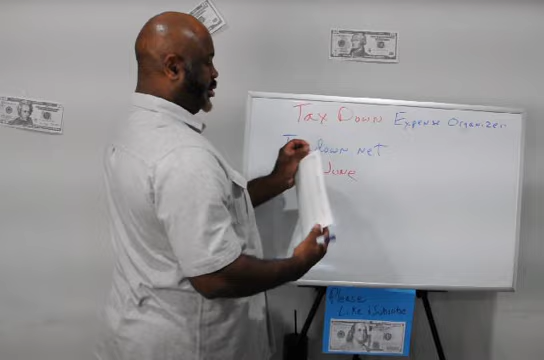 Tax Down Expense Organizer
Down net
June
Please
Like & Subscribe